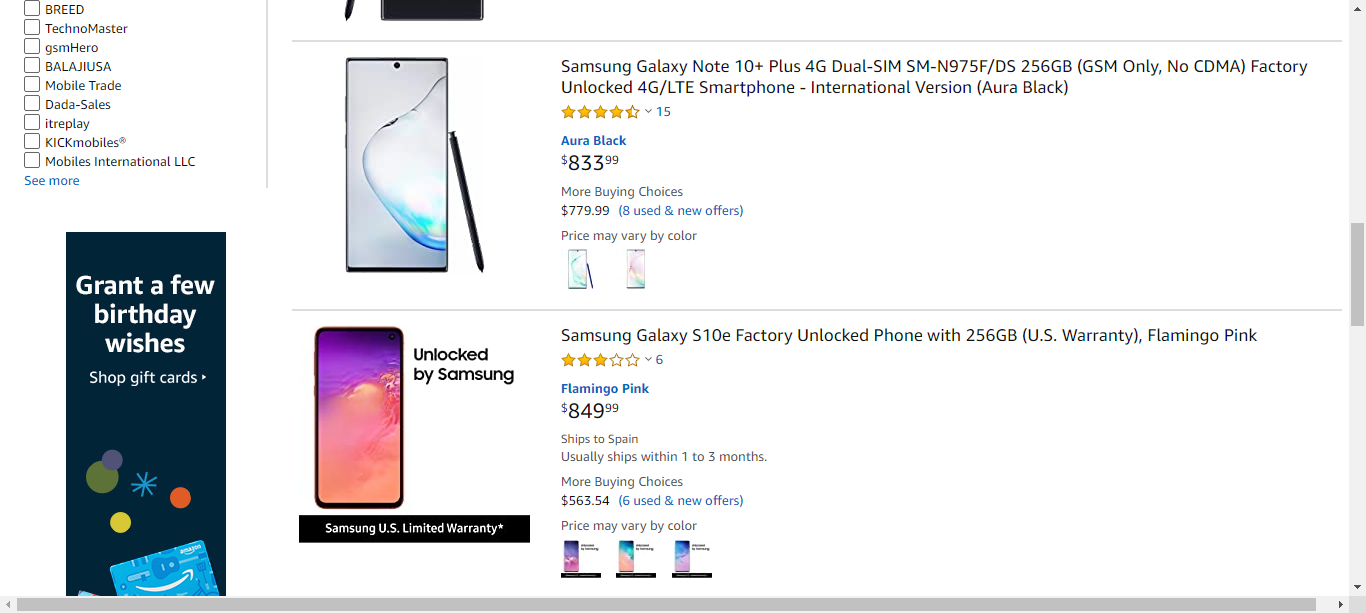 BREED
TechnoMaster
gsmHero
BALAJIUSA
Mobile Trade
Dada-Sales
itreplay
KICKmobiles®
Mobiles International LLC
See more
Grant a few
birthday
wishes
Shop gift cards ▸
amazon
Samsung Galaxy Note 10+ Plus 4G Dual-SIM SM-N975F/DS 256GB (GSM Only, No CDMA) Factory
Unlocked 4G/LTE Smartphone - International Version (Aura Black)
15
Aura Black
$83399
More Buying Choices
$779.99 (8 used & new offers)
Price may vary by color
Unlocked
by Samsung
Samsung U.S. Limited Warranty*
Samsung Galaxy S10e Factory Unlocked Phone with 256GB (U.S. Warranty), Flamingo Pink
6
Flamingo Pink
$84999
Ships to Spain
Usually ships within 1 to 3 months.
More Buying Choices
$563.54 (6 used & new offers)
Price may vary by color